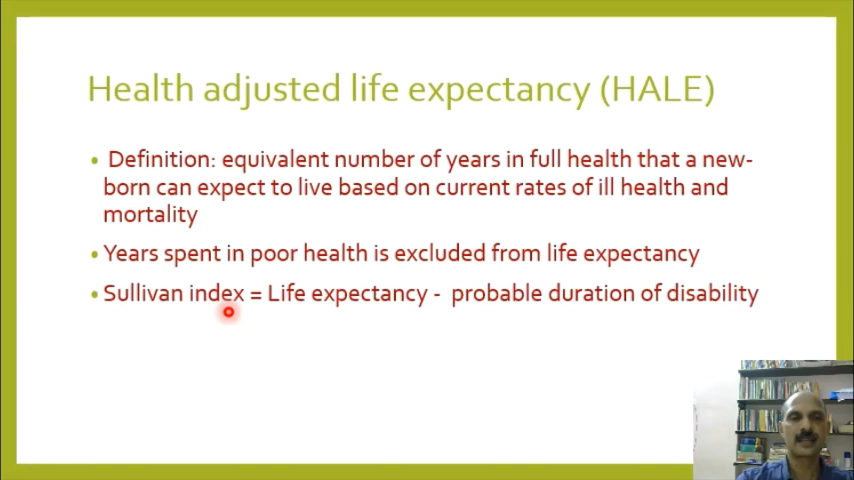 Health adjusted life expectancy (HALE)
• Definition: equivalent number of years in full health that a new-
born can expect to live based on current rates of ill health and
mortality
• Years spent in poor health is excluded from life expectancy
• Sullivan index = Life expectancy - probable duration of disability